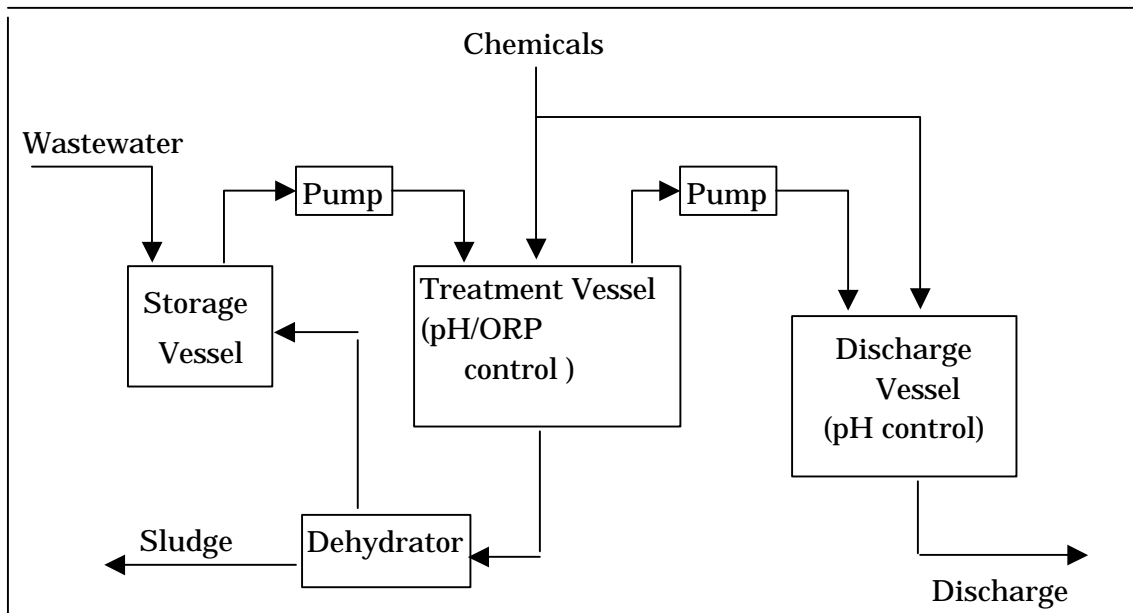 Chemicals
Wastewater
Pump
Pump
Storage
Vessel
Treatment Vessel
(pH/ORP
control )
Discharge
Vessel
(pH control)
Sludge
Dehydrator
Discharge